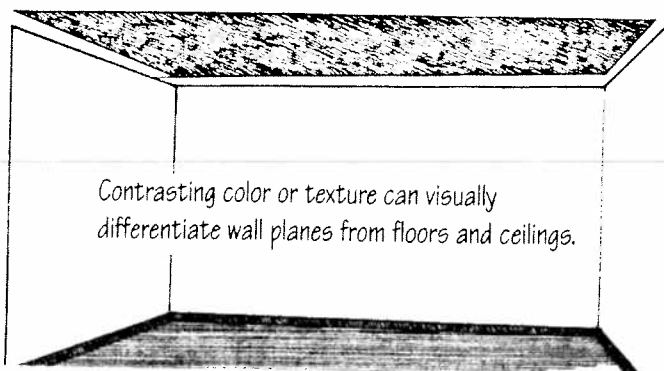 Contrasting color or texture can visually
differentiate wall planes from floors and ceilings.